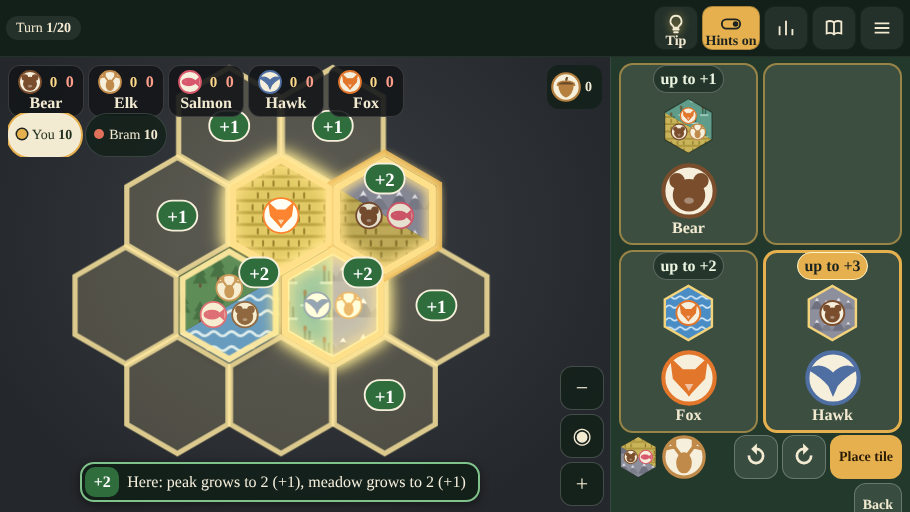 Turn 1/20
Tip
Hints on
0 0
Bear
0 0
Elk
0 0
Salmon
0 0
Hawk
0 0
Fox
0
You 10
Bram 10
+1
+1
+2
+1
+2
+2
+1
+1
−
+
+2 Here: peak grows to 2 (+1), meadow grows to 2 (+1)
up to +1
Bear
up to +2
Fox
up to +3
Hawk
Place tile
Back